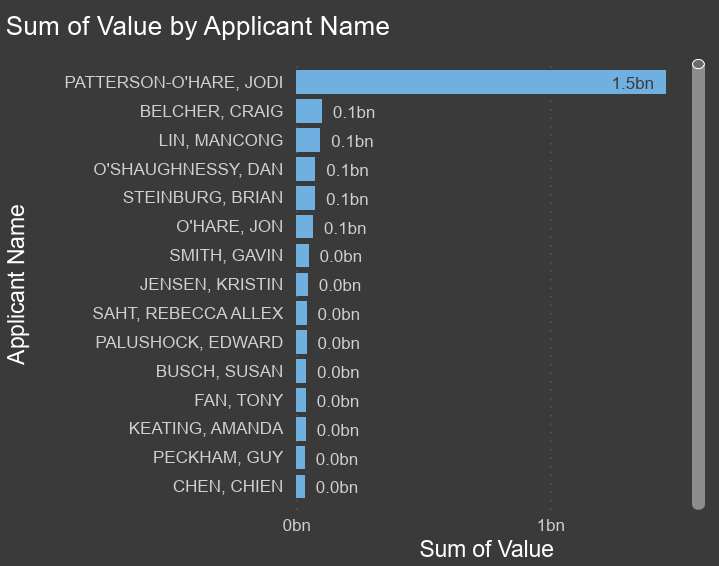 Sum of Value by Applicant Name
PATTERSON-O'HARE, JODI 1.5bn
BELCHER, CRAIG 0.1bn
LIN, MANCONG 0.1bn
O'SHAUGHNESSY, DAN 0.1bn
STEINBURG, BRIAN 0.1bn
O'HARE, JON 0.1bn
SMITH, GAVIN 0.0bn
JENSEN, KRISTIN 0.0bn
SAHT, REBECCA ALLEX 0.0bn
PALUSHOCK, EDWARD 0.0bn
BUSCH, SUSAN 0.0bn
FAN, TONY 0.0bn
KEATING, AMANDA 0.0bn
PECKHAM, GUY 0.0bn
CHEN, CHIEN 0.0bn
Applicant Name
0bn 1bn
Sum of Value